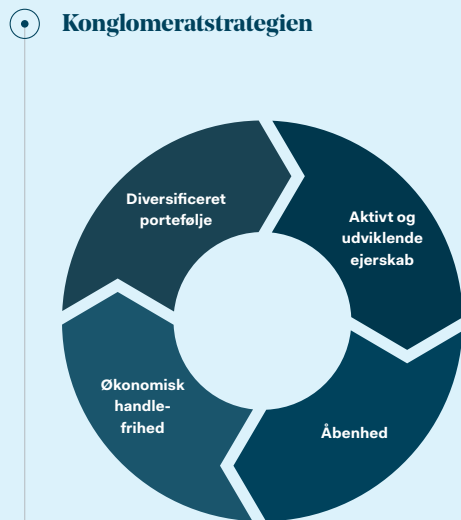 Konglomeratstrategien
Diversificeret
portefølje
Aktivt og
udviklende
ejerskab
Økonomisk
handle-
frihed
Åbenhed